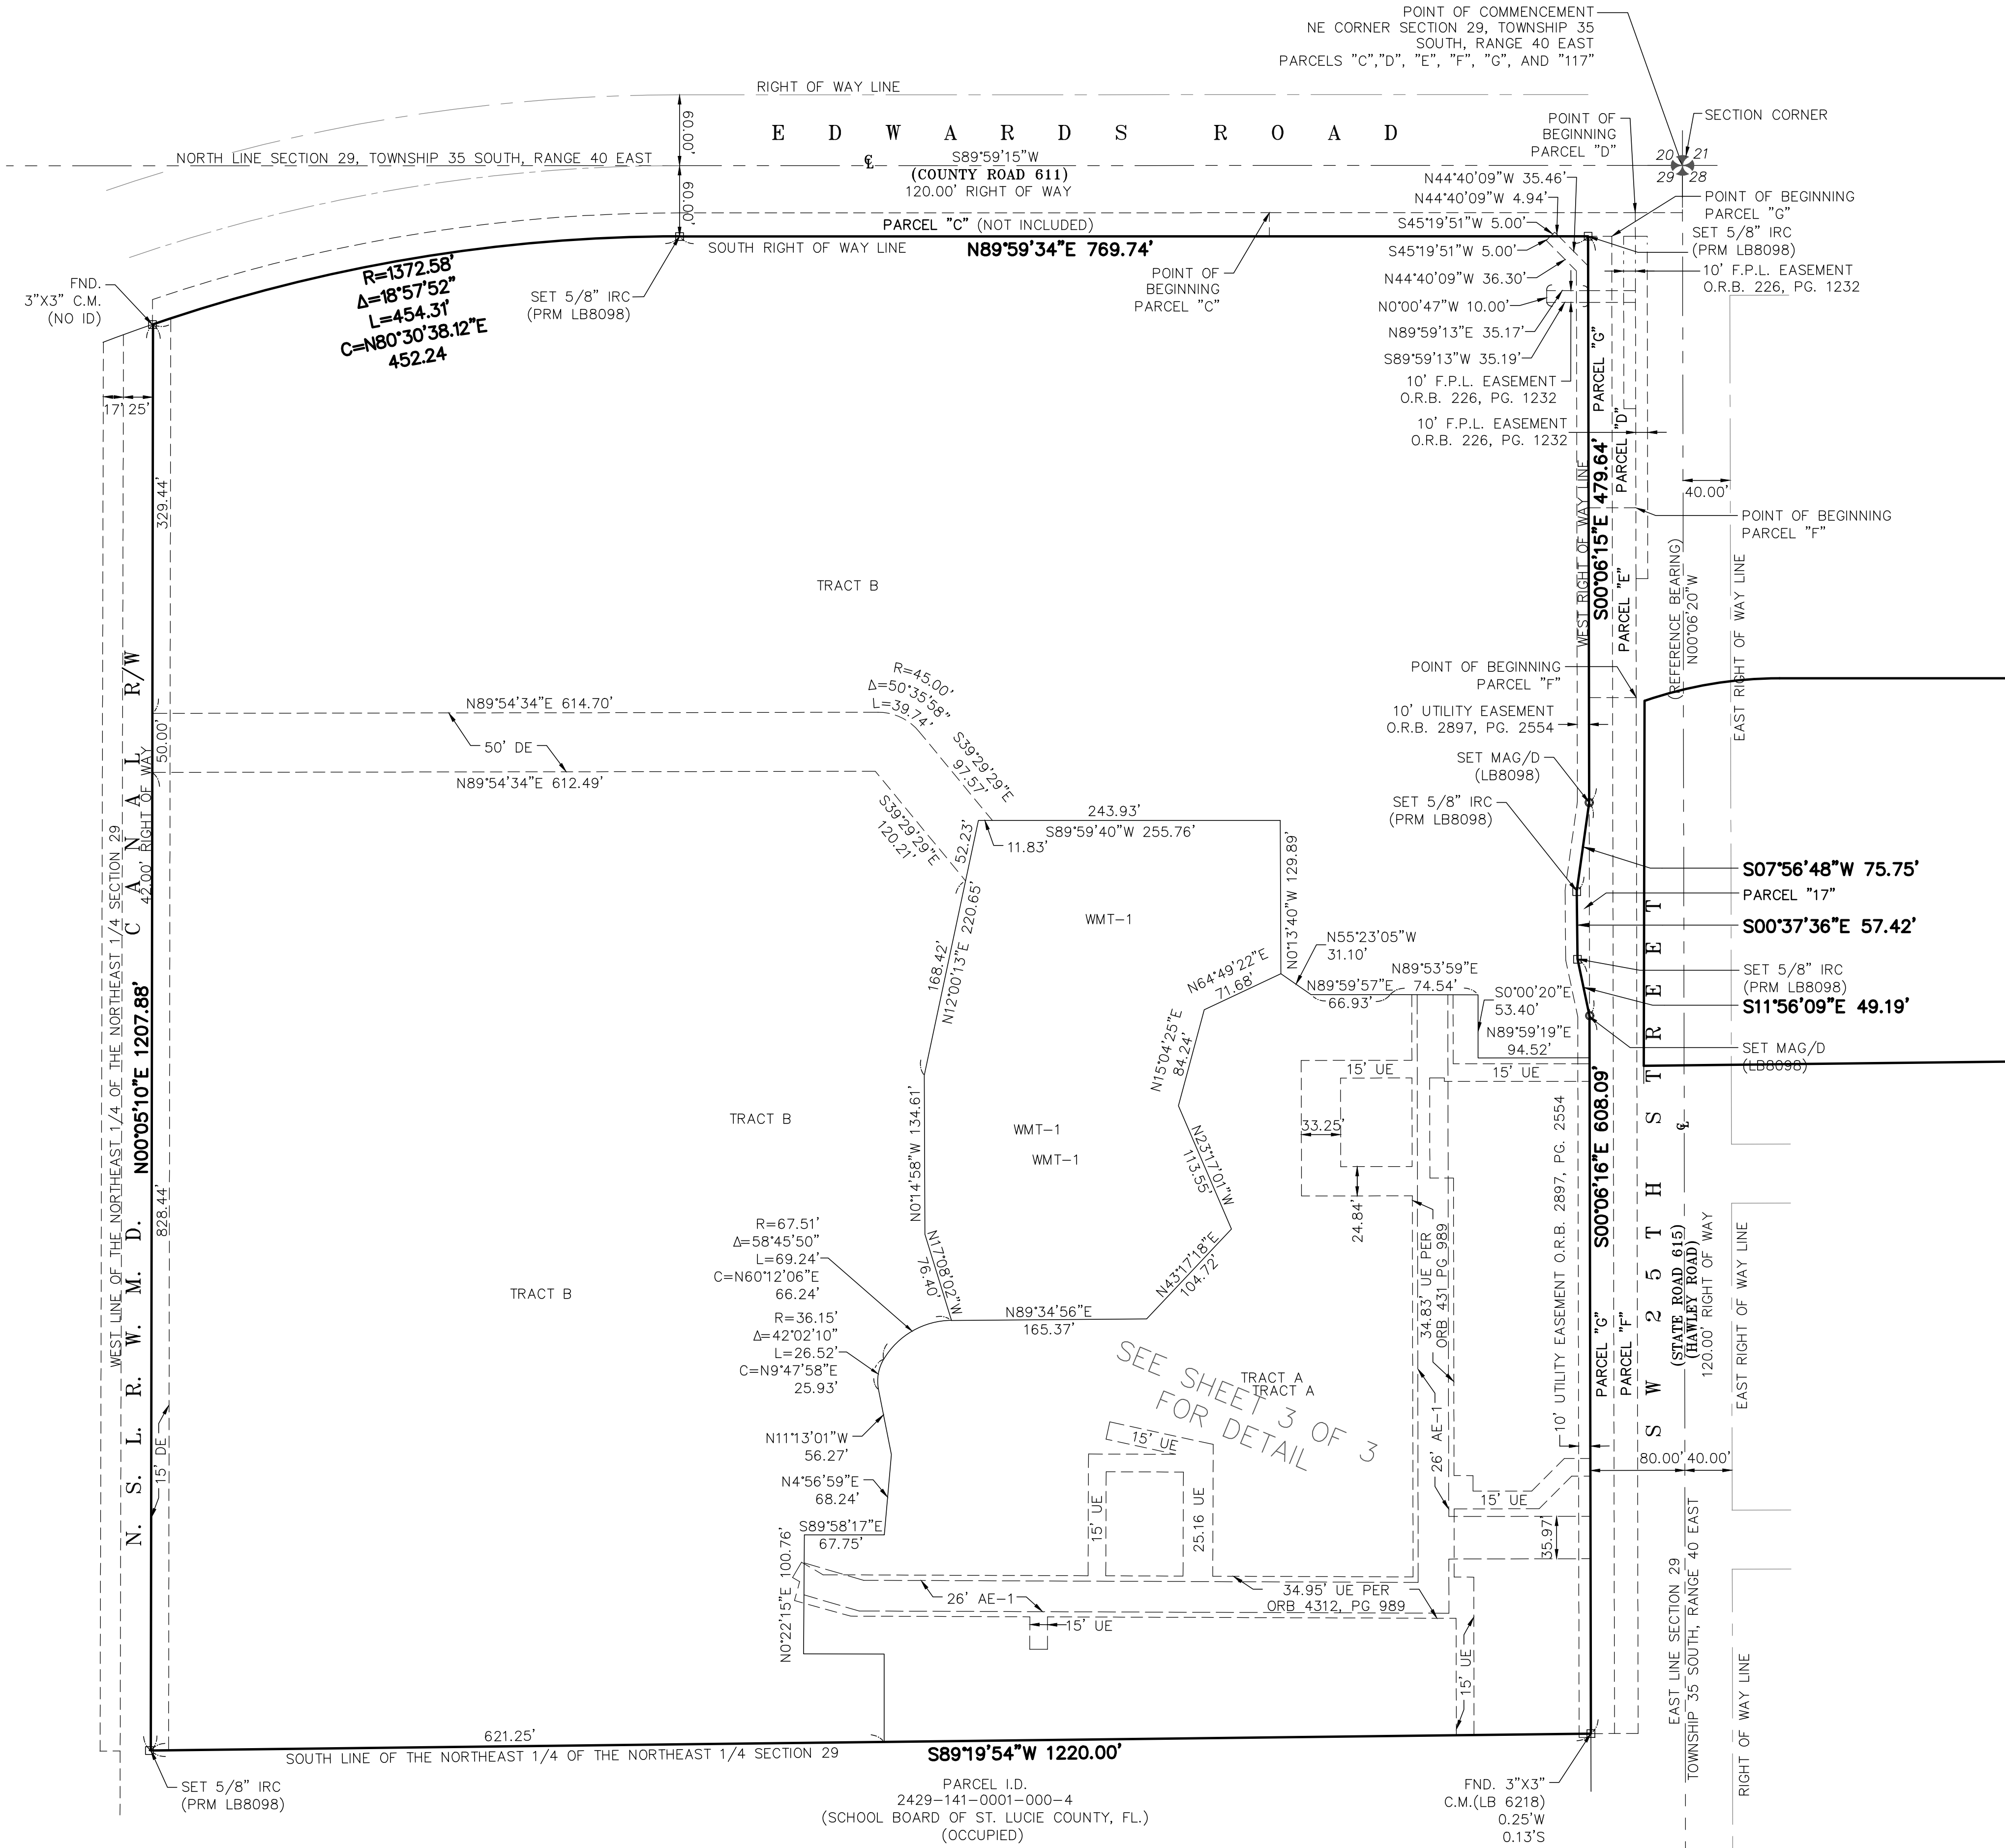 POINT OF COMMENCEMENT
NE CORNER SECTION 29, TOWNSHIP 35
SOUTH, RANGE 40 EAST
PARCELS "C","D", "E", "F", "G", AND "117"
RIGHT OF WAY LINE
60.00'
60.00'
EDWARDS ROAD
NORTH LINE SECTION 29, TOWNSHIP 35 SOUTH, RANGE 40 EAST
S89°59'15"W
(COUNTY ROAD 611)
120.00' RIGHT OF WAY
POINT OF
BEGINNING
PARCEL "D"
SECTION CORNER
20 21
29 28
N44°40'09"W 35.46'
N44°40'09"W 4.94'
S45°19'51"W 5.00'
S45°19'51"W 5.00'
N44°40'09"W 36.30'
N0°00'47"W 10.00'
N89°59'13"E 35.17'
S89°59'13"W 35.19'
10' F.P.L. EASEMENT
O.R.B. 226, PG. 1232
10' F.P.L. EASEMENT
O.R.B. 226, PG. 1232
POINT OF BEGINNING
PARCEL "G"
SET 5/8" IRC
(PRM LB8098)
10' F.P.L. EASEMENT
O.R.B. 226, PG. 1232
PARCEL "C" (NOT INCLUDED)
SOUTH RIGHT OF WAY LINE
N89°59'34"E 769.74'
POINT OF
BEGINNING
PARCEL "C"
FND.
3"X3" C.M.
(NO ID)
R=1372.58'
Δ=18°57'52"
L=454.31'
C=N80°30'38.12"E
452.24
SET 5/8" IRC
(PRM LB8098)
17'
25'
329.44'
PARCEL "G"
PARCEL "D"
S00°06'15"E 479.64'
WEST RIGHT OF WAY LINE
PARCEL "E"
40.00'
POINT OF BEGINNING
PARCEL "F"
(REFERENCE BEARING)
N00°06'20"W
EAST RIGHT OF WAY LINE
TRACT B
POINT OF BEGINNING
PARCEL "F"
10' UTILITY EASEMENT
O.R.B. 2897, PG. 2554
SET MAG/D
(LB8098)
SET 5/8" IRC
(PRM LB8098)
N89°54'34"E 614.70'
50' DE
N89°54'34"E 612.49'
R=45.00'
Δ=50°35'58"
L=39.74'
S39°29'29"E
97.57'
S39°29'29"E
120.21'
50.00'
42.00' RIGHT OF WAY
N. S. L. R. W. M. D. CANAL R/W
WEST LINE OF THE NORTHEAST 1/4 OF THE NORTHEAST 1/4 SECTION 29
N00°05'10"E 1207.88'
828.44'
15' DE
243.93'
S89°59'40"W 255.76'
11.83'
52.23'
168.42'
N12°00'13"E 220.65'
WMT-1
N0°13'40"W 129.89'
N55°23'05"W
31.10'
N64°49'22"E
71.68'
N89°59'57"E
66.93'
N89°53'59"E
74.54'
S0°00'20"E
53.40'
N89°59'19"E
94.52'
S07°56'48"W 75.75'
PARCEL "17"
S00°37'36"E 57.42'
SET 5/8" IRC
(PRM LB8098)
S11°56'09"E 49.19'
SET MAG/D
(LB8098)
N15°04'25"E
84.24'
15' UE
15' UE
33.25'
24.84'
TRACT B
N0°14'58"W 134.61'
WMT-1
WMT-1
N23°17'01"W
113.55'
N43°17'18"E
104.72'
N17°08'02"W
76.40'
N89°34'56"E
165.37'
TRACT B
R=67.51'
Δ=58°45'50"
L=69.24'
C=N60°12'06"E
66.24'
R=36.15'
Δ=42°02'10"
L=26.52'
C=N9°47'58"E
25.93'
N11°13'01"W
56.27'
N4°56'59"E
68.24'
S89°58'17"E
67.75'
N0°22'15"E 100.76'
SEE SHEET 3 OF 3
FOR DETAIL
TRACT A
TRACT A
34.83' UE PER
ORB 431 PG 989
26' AE-1
10' UTILITY EASEMENT O.R.B. 2897, PG. 2554
S00°06'16"E 608.09'
PARCEL "G"
PARCEL "F"
SW 25TH STREET
(STATE ROAD 615)
(HAWLEY ROAD)
120.00' RIGHT OF WAY
EAST RIGHT OF WAY LINE
80.00'
40.00'
15' UE
15' UE
25.16 UE
15' UE
35.97'
26' AE-1
34.95' UE PER
ORB 4312, PG 989
15' UE
15' UE
EAST LINE SECTION 29
TOWNSHIP 35 SOUTH, RANGE 40 EAST
RIGHT OF WAY LINE
621.25'
SOUTH LINE OF THE NORTHEAST 1/4 OF THE NORTHEAST 1/4 SECTION 29
S89°19'54"W 1220.00'
SET 5/8" IRC
(PRM LB8098)
PARCEL I.D.
2429-141-0001-000-4
(SCHOOL BOARD OF ST. LUCIE COUNTY, FL.)
(OCCUPIED)
FND. 3"X3"
C.M.(LB 6218)
0.25'W
0.13'S